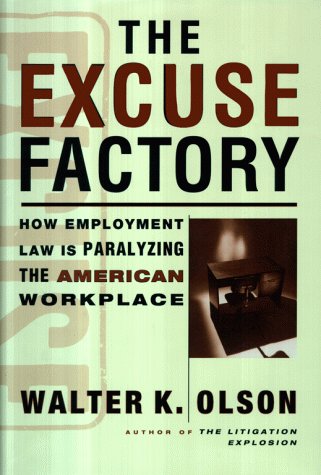 THE
EXCUSE
FACTORY
HOW EMPLOYMENT
LAW IS PARALYZING
THE AMERICAN
WORKPLACE
WALTER K. OLSON
AUTHOR OF THE LITIGATION
EXPLOSION